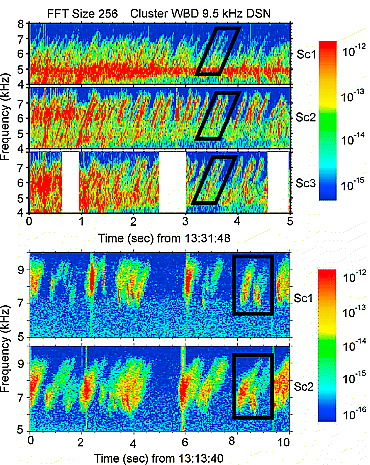 FFT Size 256 Cluster WBD 9.5 kHz DSN
8
7
6
5
4
Sc1
7
6
5
4
Sc2
7
6
5
4
Sc3
Frequency (kHz)
0 1 2 3 4 5
Time (sec) from 13:31:48
10⁻¹²
10⁻¹³
10⁻¹⁴
10⁻¹⁵
9
7
5
Sc1
9
7
5
Sc2
Frequency (kHz)
0 2 4 6 8 10
Time (sec) from 13:13:40
10⁻¹²
10⁻¹³
10⁻¹⁴
10⁻¹⁵
10⁻¹⁶